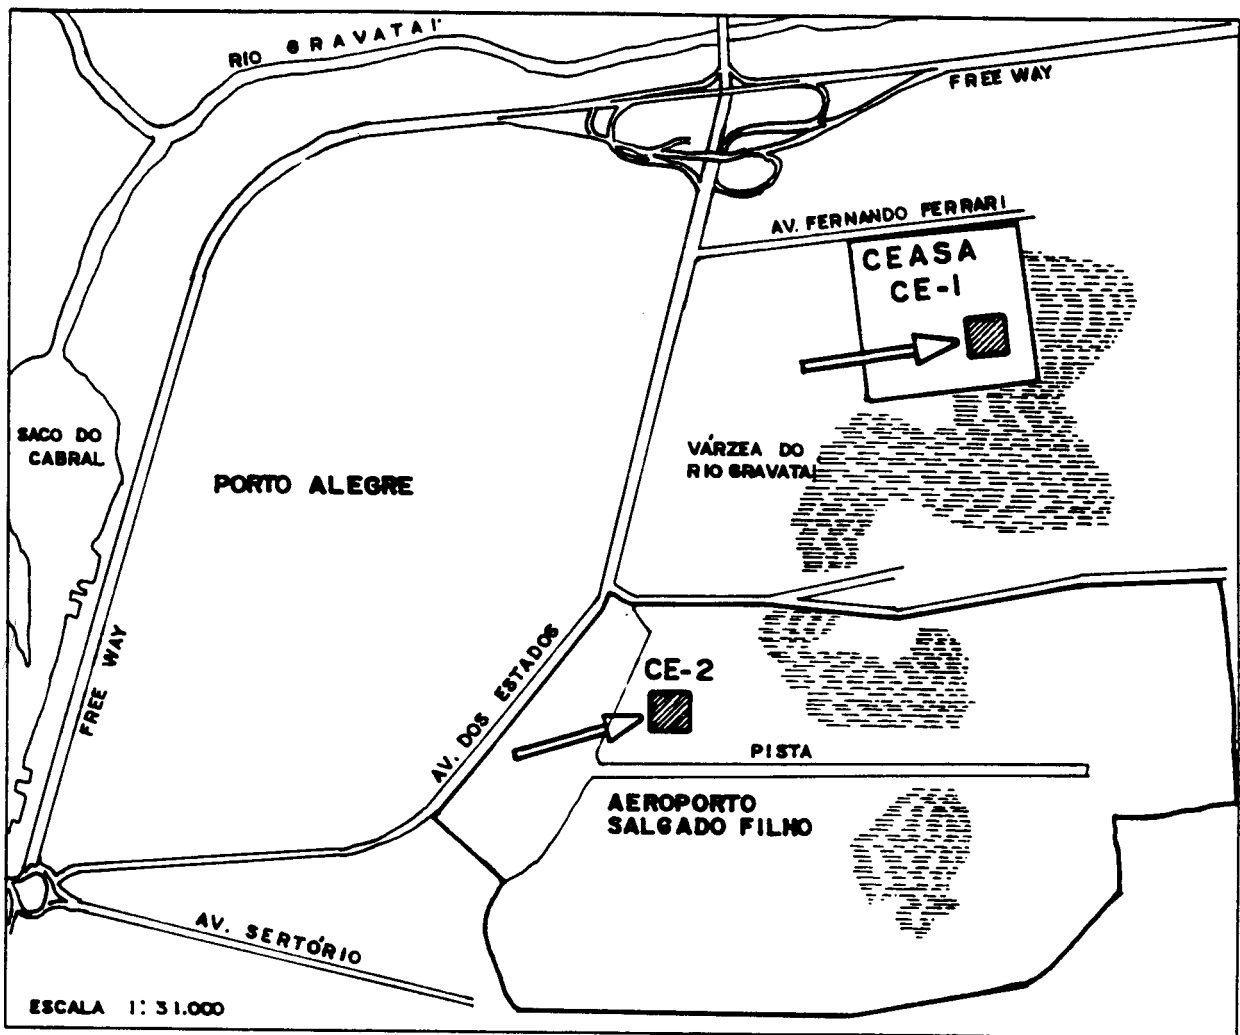 RIO GRAVATAÍ
FREE WAY
AV. FERNANDO FERRARI
CEASA
CE-1
SACO DO
CABRAL
PORTO ALEGRE
VÁRZEA DO
RIO GRAVATAÍ
FREE WAY
AV. DOS ESTADOS
CE-2
PISTA
AEROPORTO
SALGADO FILHO
AV. SERTÓRIO
ESCALA 1:31.000